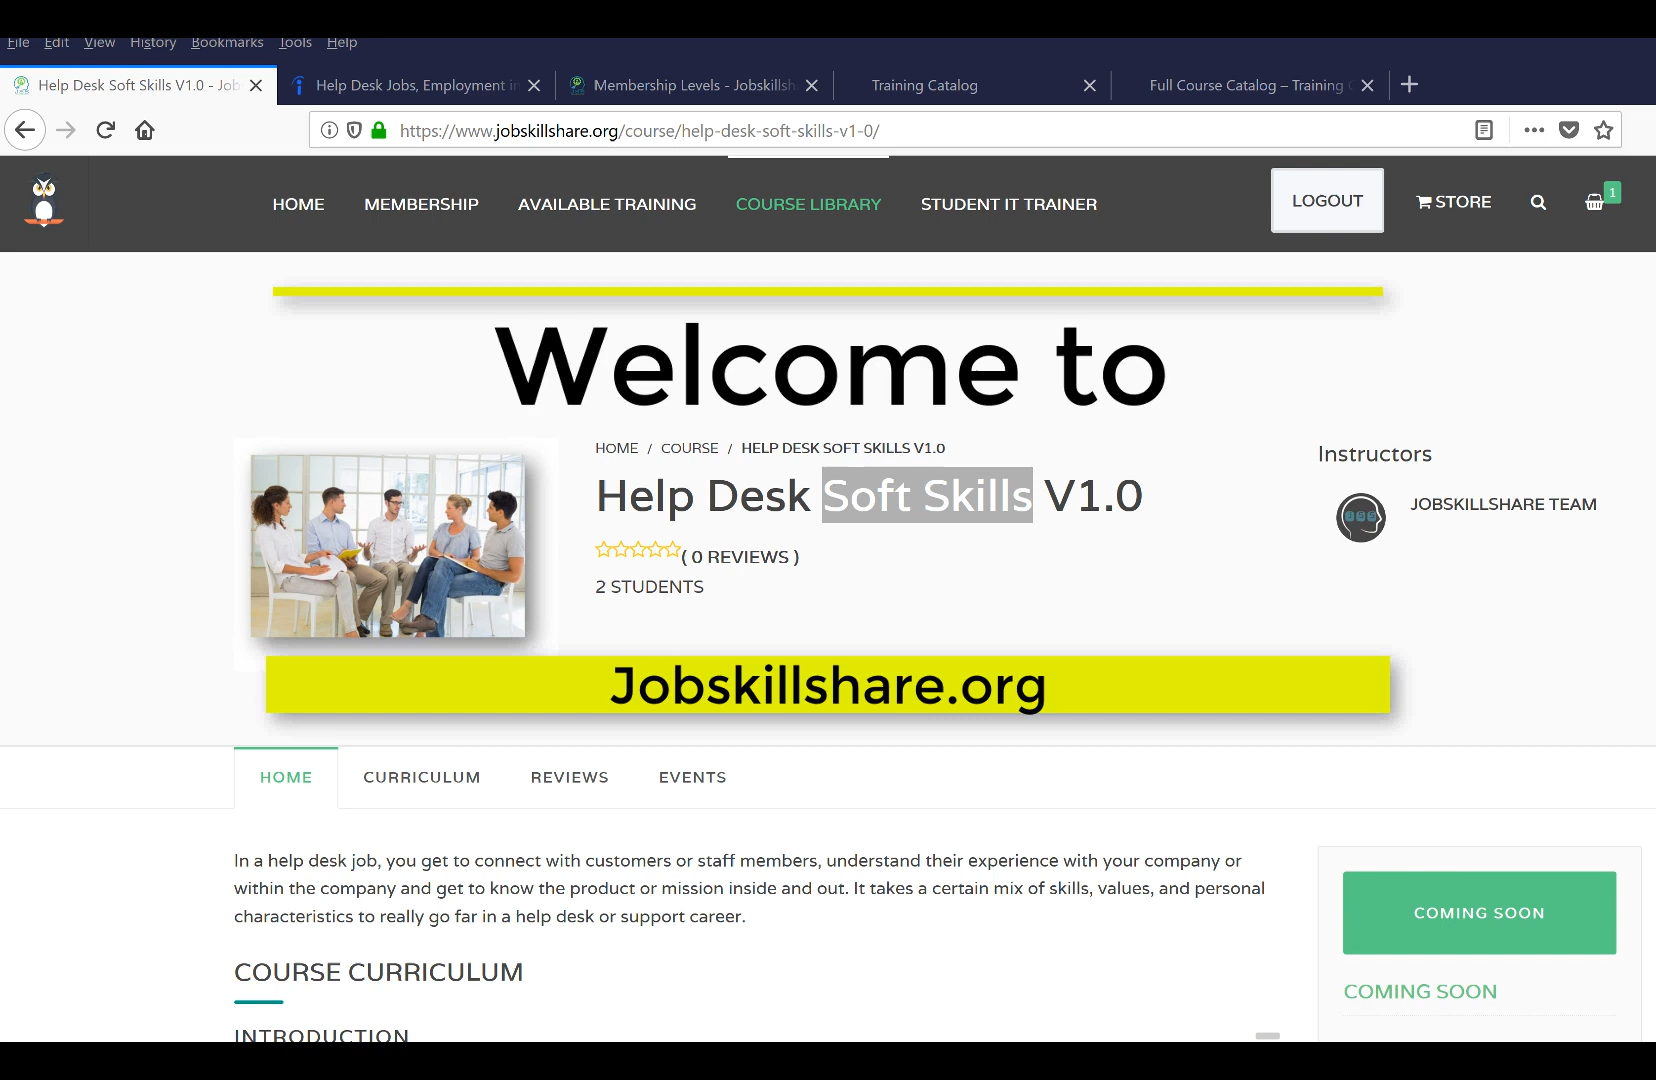 File Edit View History Bookmarks Tools Help
Help Desk Soft Skills V1.0 - Job
Help Desk Jobs, Employment in
Membership Levels - Jobskillsh
Training Catalog
Full Course Catalog – Training C
https://www.jobskillshare.org/course/help-desk-soft-skills-v1-0/
HOME MEMBERSHIP AVAILABLE TRAINING COURSE LIBRARY STUDENT IT TRAINER LOGOUT STORE 1
Welcome to
HOME / COURSE / HELP DESK SOFT SKILLS V1.0
Help Desk Soft Skills V1.0
( 0 REVIEWS )
2 STUDENTS
Instructors
JSS
JOBSKILLSHARE TEAM
Jobskillshare.org
HOME CURRICULUM REVIEWS EVENTS
In a help desk job, you get to connect with customers or staff members, understand their experience with your company or
within the company and get to know the product or mission inside and out. It takes a certain mix of skills, values, and personal
characteristics to really go far in a help desk or support career.
COURSE CURRICULUM
INTRODUCTION
COMING SOON
COMING SOON